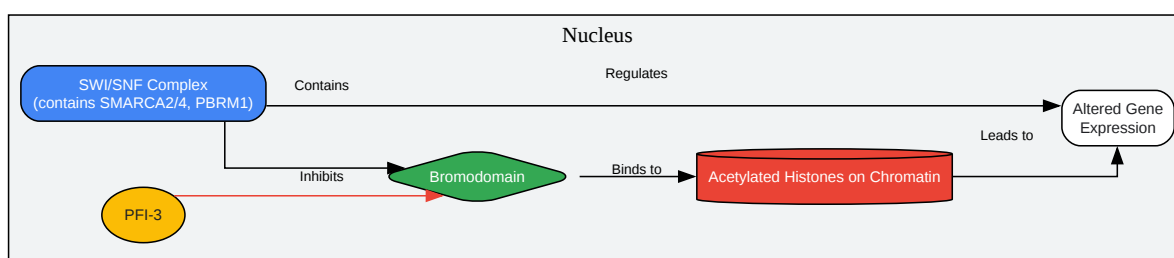 Nucleus
SWI/SNF Complex
(contains SMARCA2/4, PBRM1)
Contains
Regulates
Altered Gene
Expression
Leads to
Inhibits
Bromodomain
Binds to
Acetylated Histones on Chromatin
PFI-3